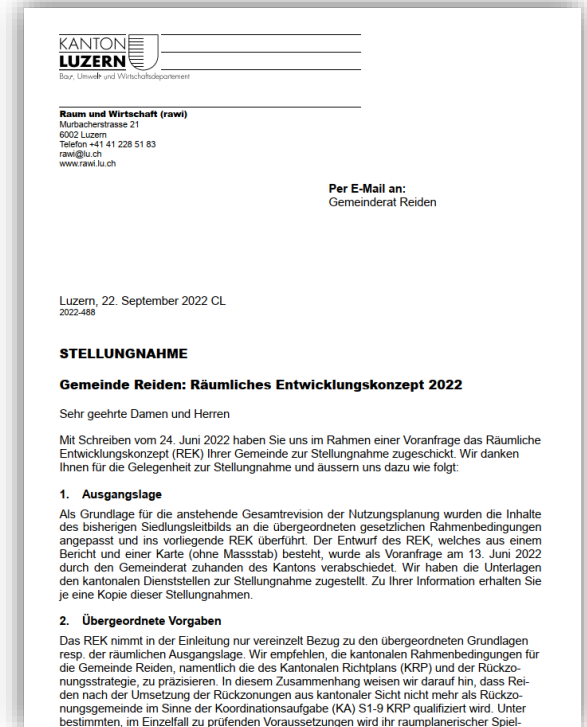 KANTON
LUZERN
Bau-, Umwelt- und Wirtschaftsdepartement
Raum und Wirtschaft (rawi)
Murbacherstrasse 21
6002 Luzern
Telefon +41 41 228 51 83
rawi@lu.ch
www.rawi.lu.ch
Per E-Mail an:
Gemeinderat Reiden
Luzern, 22. September 2022 CL
2022-488
STELLUNGNAHME
Gemeinde Reiden: Räumliches Entwicklungskonzept 2022
Sehr geehrte Damen und Herren
Mit Schreiben vom 24. Juni 2022 haben Sie uns im Rahmen einer Voranfrage das Räumliche
Entwicklungskonzept (REK) Ihrer Gemeinde zur Stellungnahme zugeschickt. Wir danken
Ihnen für die Gelegenheit zur Stellungnahme und äussern uns dazu wie folgt:
1. Ausgangslage
Als Grundlage für die anstehende Gesamtrevision der Nutzungsplanung wurden die Inhalte
des bisherigen Siedlungsleitbilds an die übergeordneten gesetzlichen Rahmenbedingungen
angepasst und ins vorliegende REK überführt. Der Entwurf des REK, welches aus einem
Bericht und einer Karte (ohne Massstab) besteht, wurde als Voranfrage am 13. Juni 2022
durch den Gemeinderat zuhanden des Kantons verabschiedet. Wir haben die Unterlagen
den kantonalen Dienststellen zur Stellungnahme zugestellt. Zu Ihrer Information erhalten Sie
je eine Kopie dieser Stellungnahmen.
2. Übergeordnete Vorgaben
Das REK nimmt in der Einleitung nur vereinzelt Bezug zu den übergeordneten Grundlagen
resp. der räumlichen Ausgangslage. Wir empfehlen, die kantonalen Rahmenbedingungen für
die Gemeinde Reiden, namentlich die des Kantonalen Richtplans (KRP) und der Rückzo-
nungsstrategie, zu präzisieren. In diesem Zusammenhang weisen wir darauf hin, dass Rei-
den nach der Umsetzung der Rückzonungen aus kantonaler Sicht nicht mehr als Rückzo-
nungsgemeinde im Sinne der Koordinationsaufgabe (KA) S1-9 KRP qualifiziert wird. Unter
bestimmten, im Einzelfall zu prüfenden Voraussetzungen wird ihr raumplanerischer Spiel-